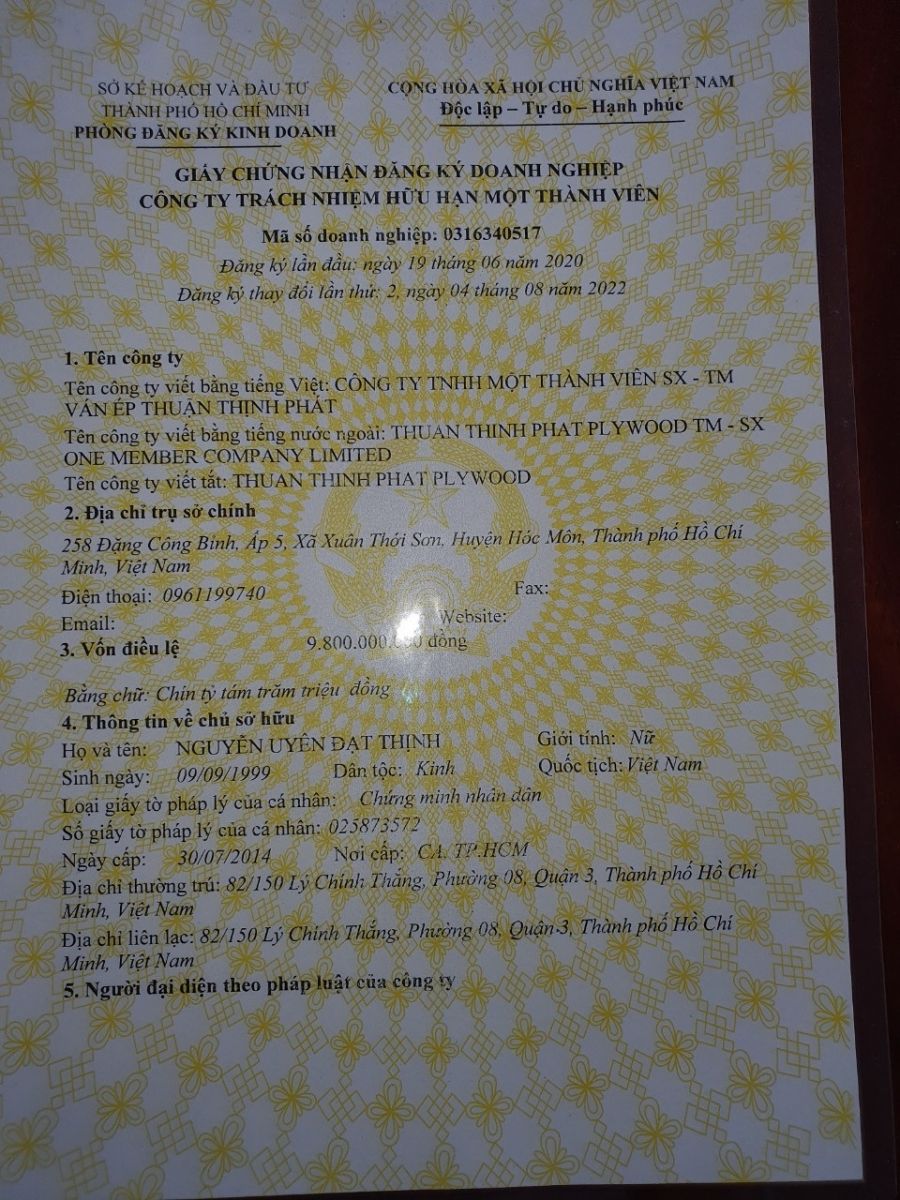 SỞ KẾ HOẠCH VÀ ĐẦU TƯ
THÀNH PHỐ HỒ CHÍ MINH
PHÒNG ĐĂNG KÝ KINH DOANH
CỘNG HÒA XÃ HỘI CHỦ NGHĨA VIỆT NAM
Độc lập – Tự do – Hạnh phúc
GIẤY CHỨNG NHẬN ĐĂNG KÝ DOANH NGHIỆP
CÔNG TY TRÁCH NHIỆM HỮU HẠN MỘT THÀNH VIÊN
Mã số doanh nghiệp: 0316340517
Đăng ký lần đầu: ngày 19 tháng 06 năm 2020
Đăng ký thay đổi lần thứ: 2, ngày 04 tháng 08 năm 2022
1. Tên công ty
Tên công ty viết bằng tiếng Việt: CÔNG TY TNHH MỘT THÀNH VIÊN SX - TM
VÁN ÉP THUẬN THỊNH PHÁT
Tên công ty viết bằng tiếng nước ngoài: THUAN THINH PHAT PLYWOOD TM - SX
ONE MEMBER COMPANY LIMITED
Tên công ty viết tắt: THUAN THINH PHAT PLYWOOD
2. Địa chỉ trụ sở chính
258 Đặng Công Bỉnh, Ấp 5, Xã Xuân Thới Sơn, Huyện Hóc Môn, Thành phố Hồ Chí
Minh, Việt Nam
Điện thoại: 0961199740 Fax:
Email: Website:
3. Vốn điều lệ 9.800.000.000 đồng
Bằng chữ: Chín tỷ tám trăm triệu đồng
4. Thông tin về chủ sở hữu
Họ và tên: NGUYỄN UYÊN ĐẠT THỊNH Giới tính: Nữ
Sinh ngày: 09/09/1999 Dân tộc: Kinh Quốc tịch: Việt Nam
Loại giấy tờ pháp lý của cá nhân: Chứng minh nhân dân
Số giấy tờ pháp lý của cá nhân: 025873572
Ngày cấp: 30/07/2014 Nơi cấp: CA. TP.HCM
Địa chỉ thường trú: 82/150 Lý Chính Thắng, Phường 08, Quận 3, Thành phố Hồ Chí
Minh, Việt Nam
Địa chỉ liên lạc: 82/150 Lý Chính Thắng, Phường 08, Quận 3, Thành phố Hồ Chí
Minh, Việt Nam
5. Người đại diện theo pháp luật của công ty